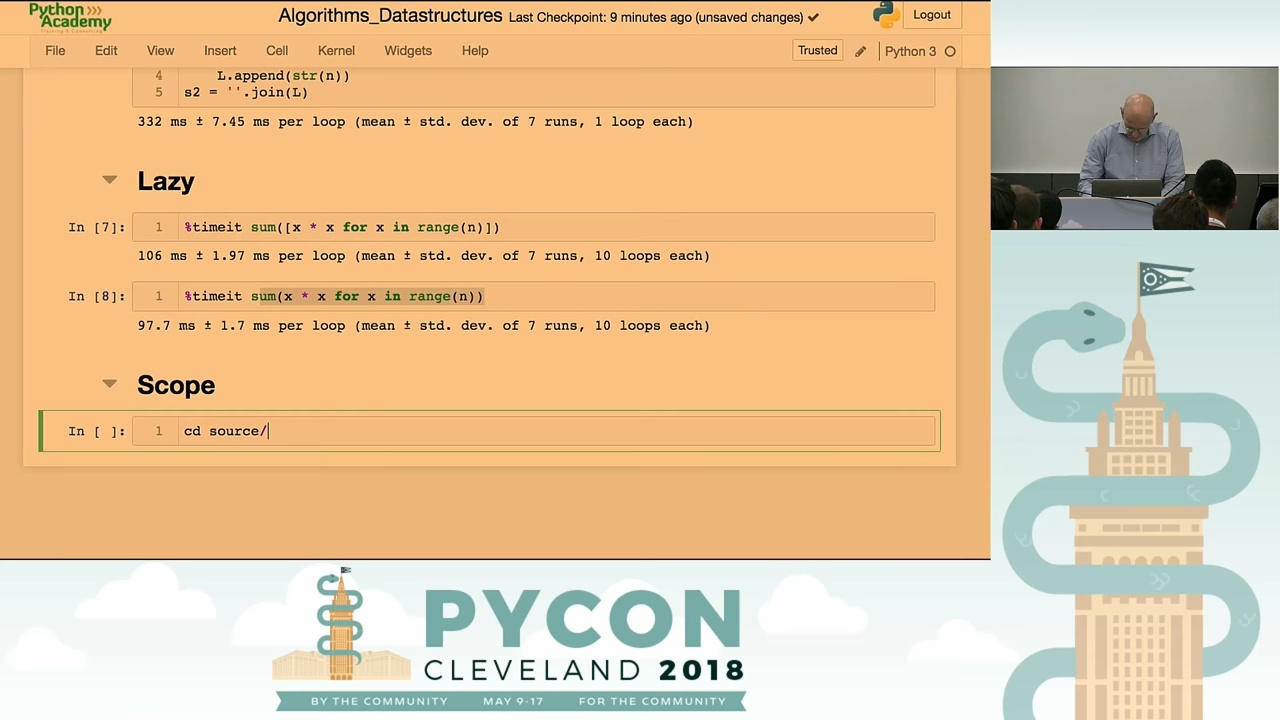 Python >>>
Academy
Training & Consulting
Algorithms_Datastructures Last Checkpoint: 9 minutes ago (unsaved changes) ✔ Logout
File Edit View Insert Cell Kernel Widgets Help Trusted Python 3
4 L.append(str(n))
5 s2 = ''.join(L)
332 ms ± 7.45 ms per loop (mean ± std. dev. of 7 runs, 1 loop each)
Lazy
In [7]: 1 %timeit sum([x * x for x in range(n)])
106 ms ± 1.97 ms per loop (mean ± std. dev. of 7 runs, 10 loops each)
In [8]: 1 %timeit sum(x * x for x in range(n))
97.7 ms ± 1.7 ms per loop (mean ± std. dev. of 7 runs, 10 loops each)
Scope
In [ ]: 1 cd source/
PYCON
CLEVELAND 2018
BY THE COMMUNITY MAY 9-17 FOR THE COMMUNITY